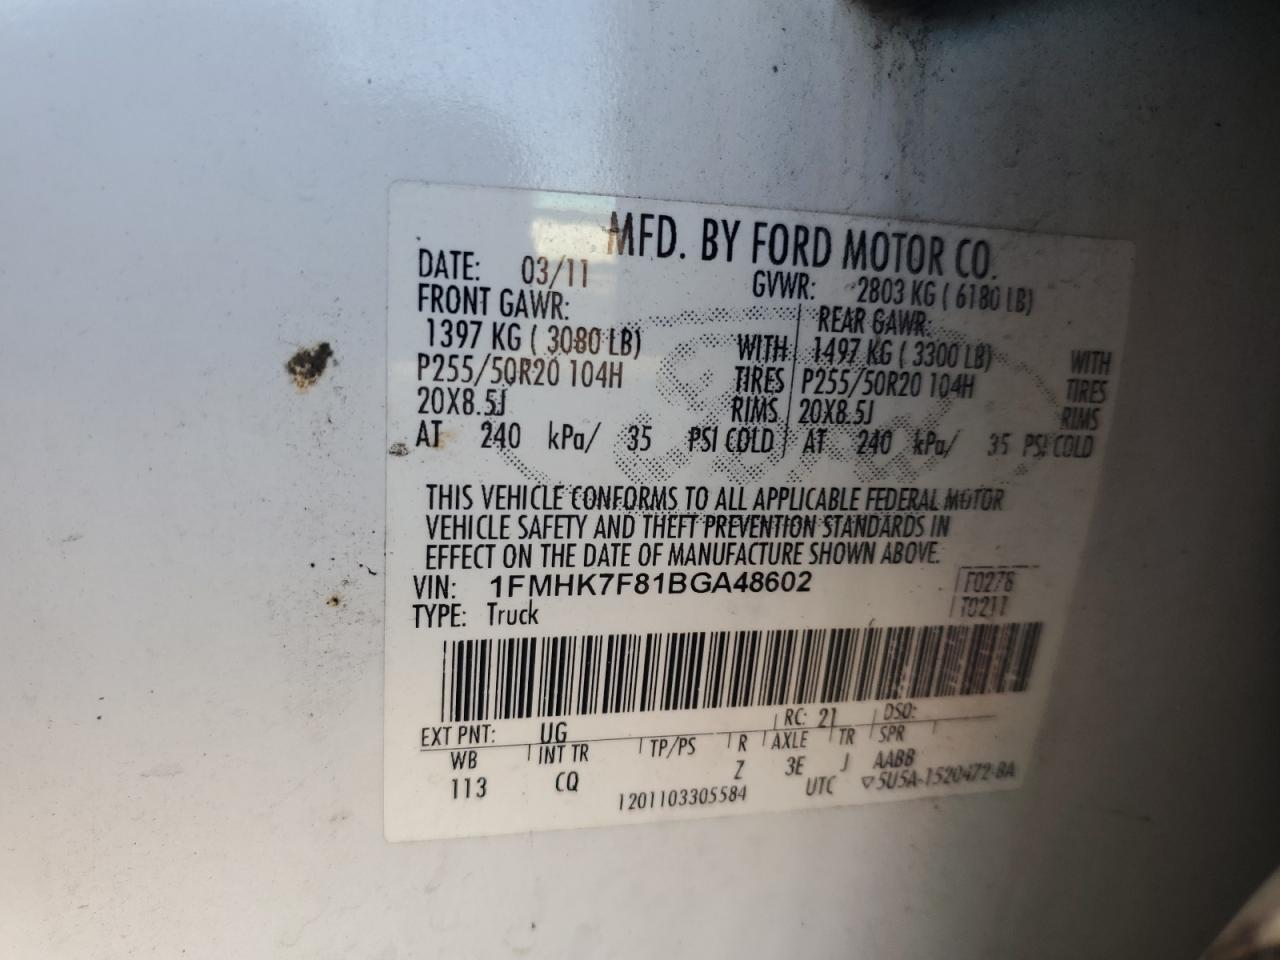 MFD. BY FORD MOTOR CO.
DATE: 03/11 GVWR: 2803 KG ( 6180 LB)
FRONT GAWR: REAR GAWR:
1397 KG ( 3080 LB) WITH 1497 KG ( 3300 LB) WITH
P255/50R20 104H TIRES P255/50R20 104H TIRES
20X8.5J RIMS 20X8.5J RIMS
AT 240 kPa/ 35 PSI COLD AT 240 kPa/ 35 PSI COLD
THIS VEHICLE CONFORMS TO ALL APPLICABLE FEDERAL MOTOR
VEHICLE SAFETY AND THEFT PREVENTION STANDARDS IN
EFFECT ON THE DATE OF MANUFACTURE SHOWN ABOVE.
VIN: 1FMHK7F81BGA48602 F0276
TYPE: Truck T0211
EXT PNT: UG RC: 21 DSO:
WB INT TR TP/PS R AXLE TR SPR
113 CQ Z 3E J AABB
1201103305584 UTC ▽5U5A-1520472-BA